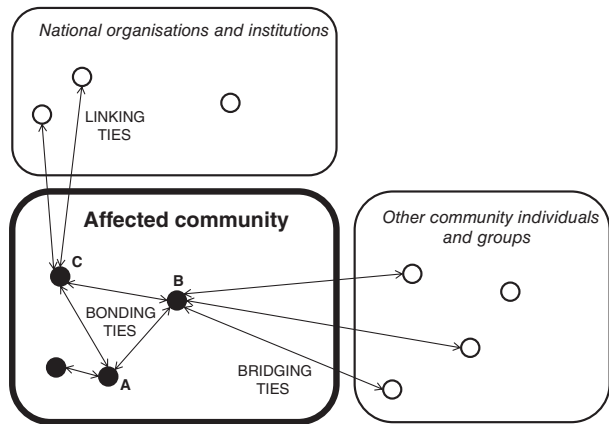 National organisations and institutions
LINKING
TIES
Affected community
Other community individuals
and groups
C
B
BONDING
TIES
A
BRIDGING
TIES